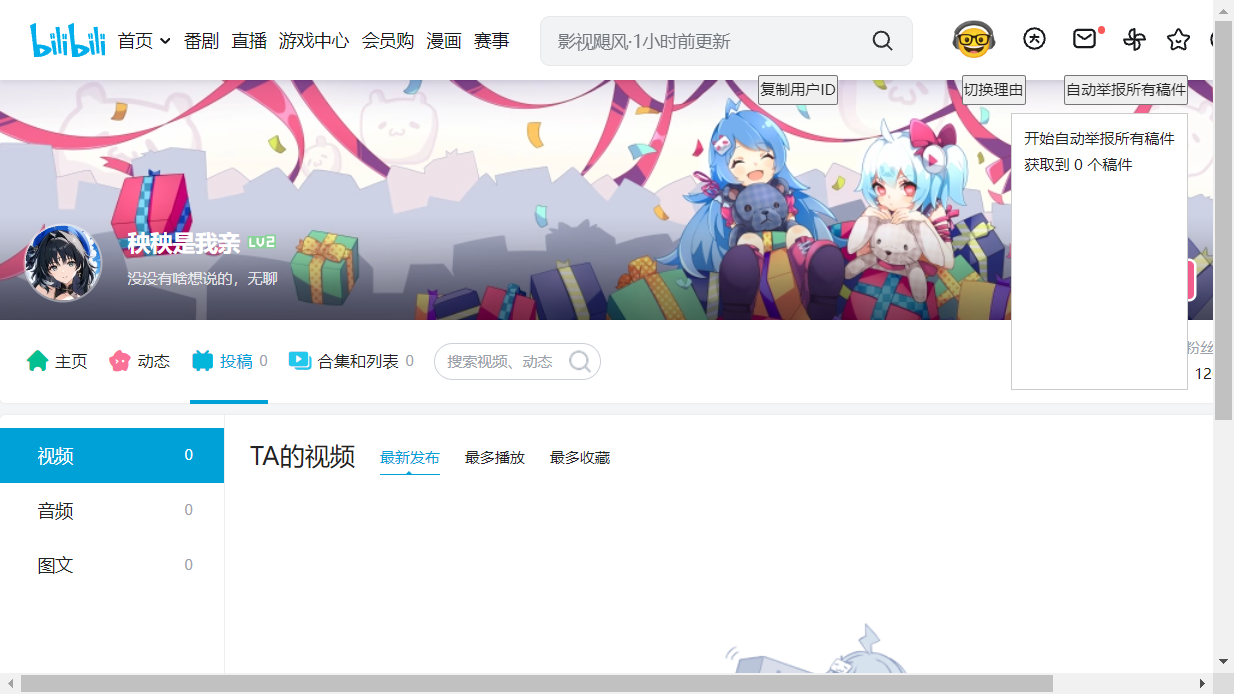 bilibili 首页 番剧 直播 游戏中心 会员购 漫画 赛事 影视飓风·1小时前更新
复制用户ID 切换理由 自动举报所有稿件
开始自动举报所有稿件
获取到 0 个稿件
秧秧是我亲 LV2
没没有啥想说的，无聊
主页 动态 投稿 0 合集和列表 0 搜索视频、动态 粉丝
12
视频 0
音频 0
图文 0
TA的视频 最新发布 最多播放 最多收藏